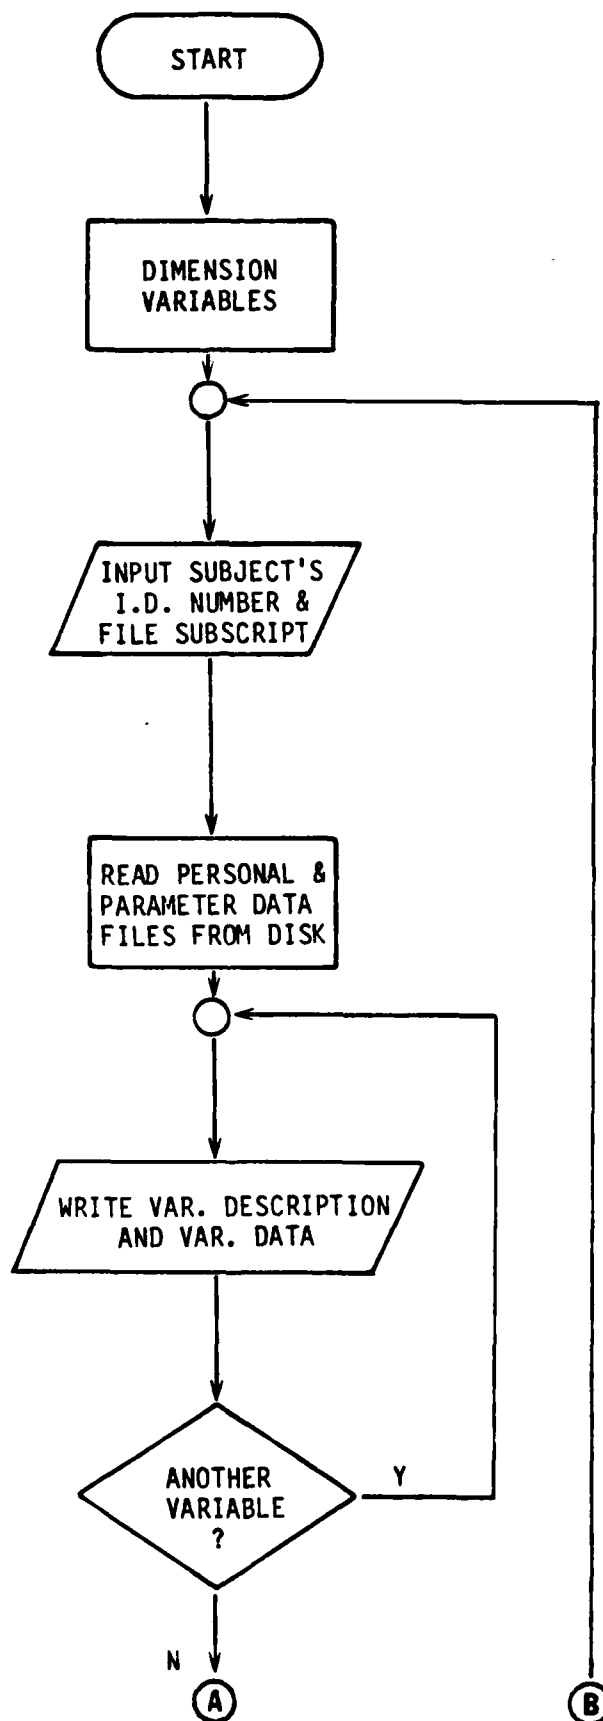 START
DIMENSION
VARIABLES
INPUT SUBJECT'S
I.D. NUMBER &
FILE SUBSCRIPT
READ PERSONAL &
PARAMETER DATA
FILES FROM DISK
WRITE VAR. DESCRIPTION
AND VAR. DATA
ANOTHER
VARIABLE
?
Y
N
A
B